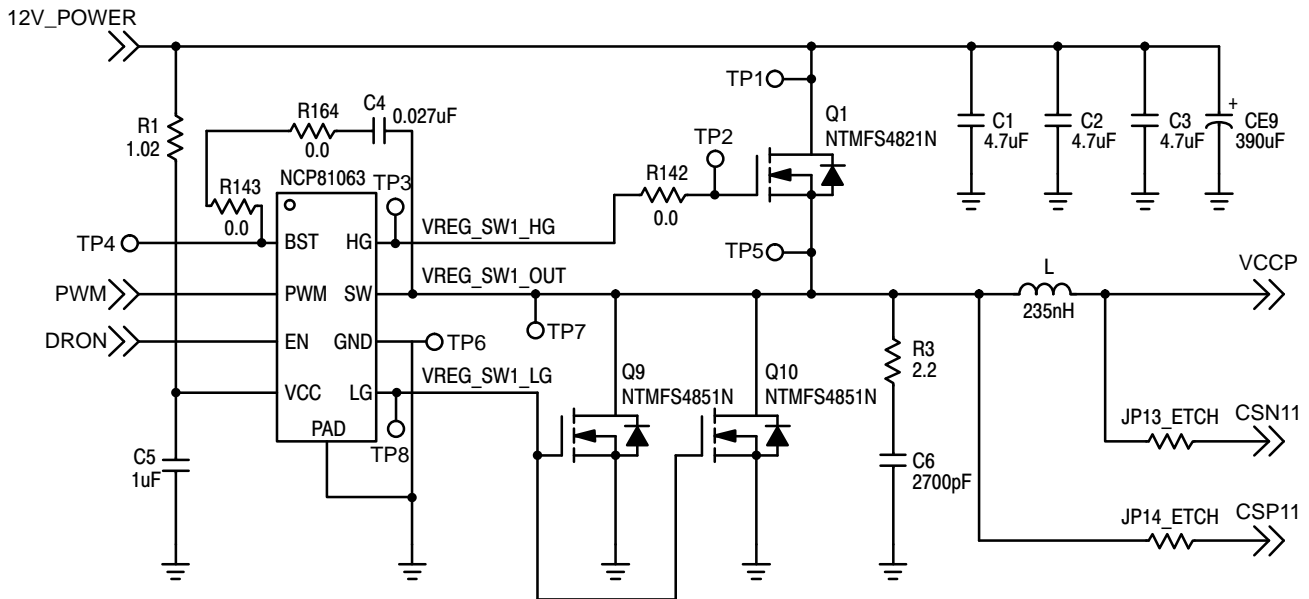 12V_POWER
TP1
R164
0.0
C4
0.027uF
R1
1.02
Q1
NTMFS4821N
C1
4.7uF
C2
4.7uF
C3
4.7uF
+
CE9
390uF
TP2
R143
0.0
NCP81063
TP3
R142
0.0
TP4
BST
HG
VREG_SW1_HG
TP5
PWM
PWM
SW
VREG_SW1_OUT
L
235nH
VCCP
TP7
DRON
EN
GND
TP6
R3
2.2
VREG_SW1_LG
Q9
NTMFS4851N
Q10
NTMFS4851N
VCC
LG
PAD
TP8
JP13_ETCH
CSN11
C5
1uF
C6
2700pF
JP14_ETCH
CSP11